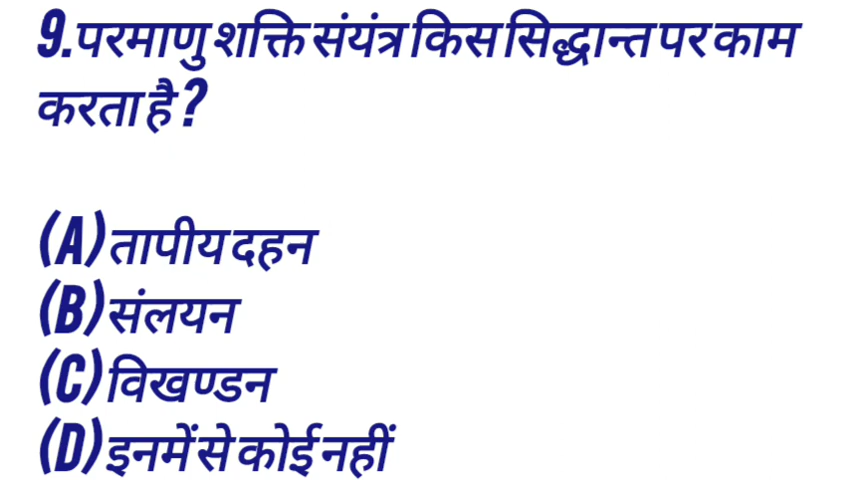 9.परमाणु शक्ति संयंत्र किस सिद्धान्त पर काम
करता है ?
(A) तापीय दहन
(B) संलयन
(C) विखण्डन
(D) इनमें से कोई नहीं